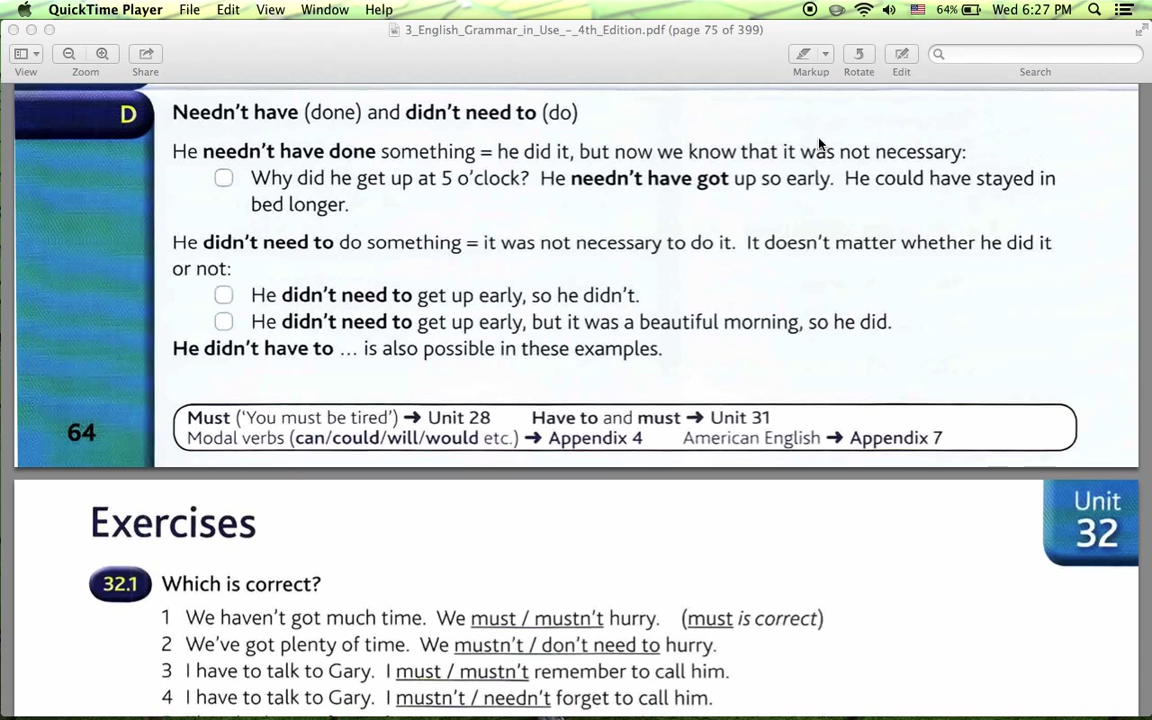 QuickTime Player File Edit View Window Help 64% Wed 6:27 PM
3_English_Grammar_in_Use_-_4th_Edition.pdf (page 75 of 399)
View Zoom Share Markup Rotate Edit Search
D Needn't have (done) and didn't need to (do)
He needn't have done something = he did it, but now we know that it was not necessary:
Why did he get up at 5 o'clock? He needn't have got up so early. He could have stayed in
bed longer.
He didn't need to do something = it was not necessary to do it. It doesn't matter whether he did it
or not:
He didn't need to get up early, so he didn't.
He didn't need to get up early, but it was a beautiful morning, so he did.
He didn't have to ... is also possible in these examples.
Must ('You must be tired') ➔ Unit 28 Have to and must ➔ Unit 31
Modal verbs (can/could/will/would etc.) ➔ Appendix 4 American English ➔ Appendix 7
64
Exercises
Unit
32
32.1 Which is correct?
1 We haven't got much time. We must / mustn't hurry. (must is correct)
2 We've got plenty of time. We mustn't / don't need to hurry.
3 I have to talk to Gary. I must / mustn't remember to call him.
4 I have to talk to Gary. I mustn't / needn't forget to call him.